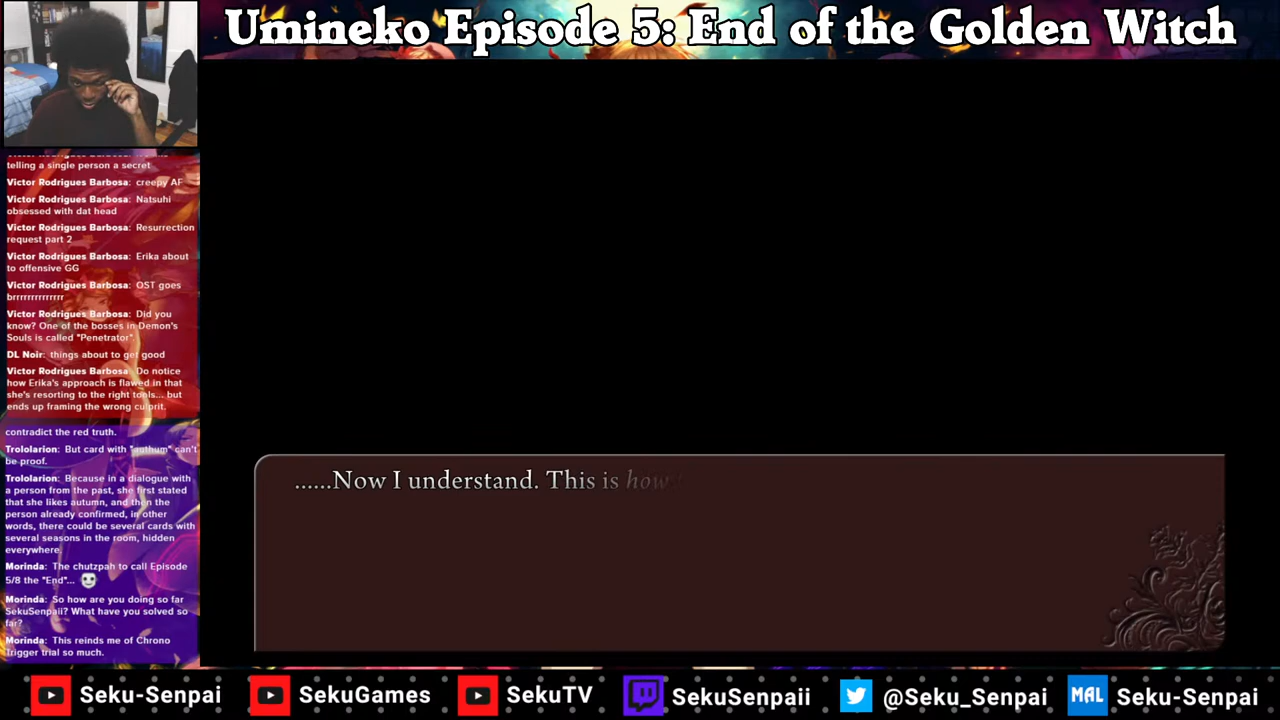 Umineko Episode 5: End of the Golden Witch
telling a single person a secret
Victor Rodrigues Barbosa: creepy AF
Victor Rodrigues Barbosa: Natsuhi
obsessed with dat head
Victor Rodrigues Barbosa: Resurrection
request part 2
Victor Rodrigues Barbosa: Erika about
to offensive GG
Victor Rodrigues Barbosa: OST goes
brrrrrrrrrrrrrr
Victor Rodrigues Barbosa: Did you
know? One of the bosses in Demon's
Souls is called "Penetrator".
DL Noir: things about to get good
Victor Rodrigues Barbosa: Do notice
how Erika's approach is flawed in that
she's resorting to the right tools... but
ends up framing the wrong culprit.
contradict the red truth.
Trololarion: But card with "authum" can't
be proof.
Trololarion: Because in a dialogue with
a person from the past, she first stated
that she likes autumn, and then the
person already confirmed, in other
words, there could be several cards with
several seasons in the room, hidden
everywhere.
Morinda: The chutzpah to call Episode
5/8 the "End"...
Morinda: So how are you doing so far
SekuSenpaii? What have you solved so
far?
Morinda: This reinds me of Chrono
Trigger trial so much.
......Now I understand. This is how
Seku-Senpai
SekuGames
SekuTV
SekuSenpaii
@Seku_Senpai
MAL Seku-Senpai